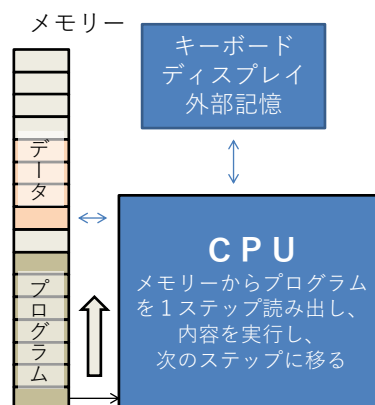 メモリー
キーボード
ディスプレイ
外部記憶
データ
プログラム
ＣＰＵ
メモリーからプログラム
を１ステップ読み出し、
内容を実行し、
次のステップに移る